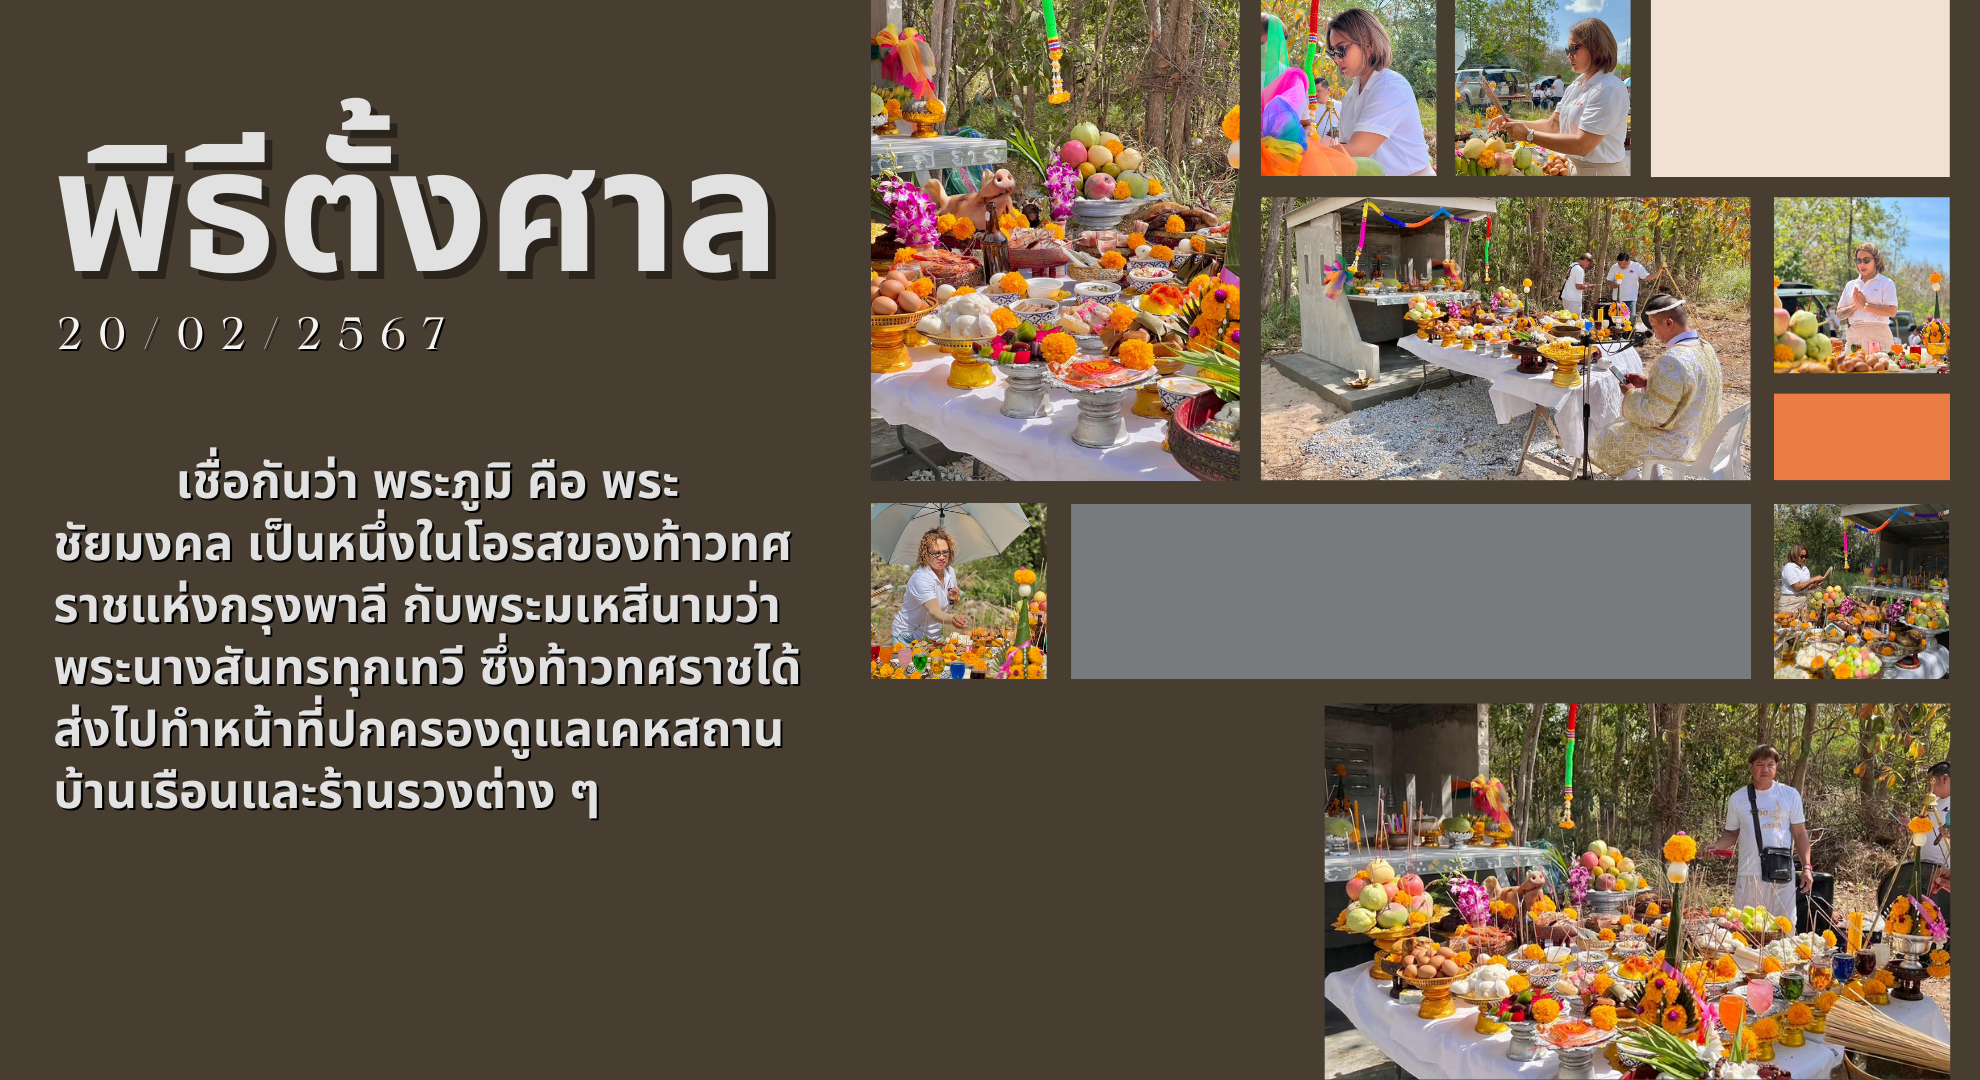 พิธีตั้งศาล
20/02/2567
เชื่อกันว่า พระภูมิ คือ พระ
ชัยมงคล เป็นหนึ่งในโอรสของท้าวทศ
ราชแห่งกรุงพาลี กับพระมเหสีนามว่า
พระนางสันทรทุกเทวี ซึ่งท้าวทศราชได้
ส่งไปทำหน้าที่ปกครองดูแลเคหสถาน
บ้านเรือนและร้านรวงต่าง ๆ